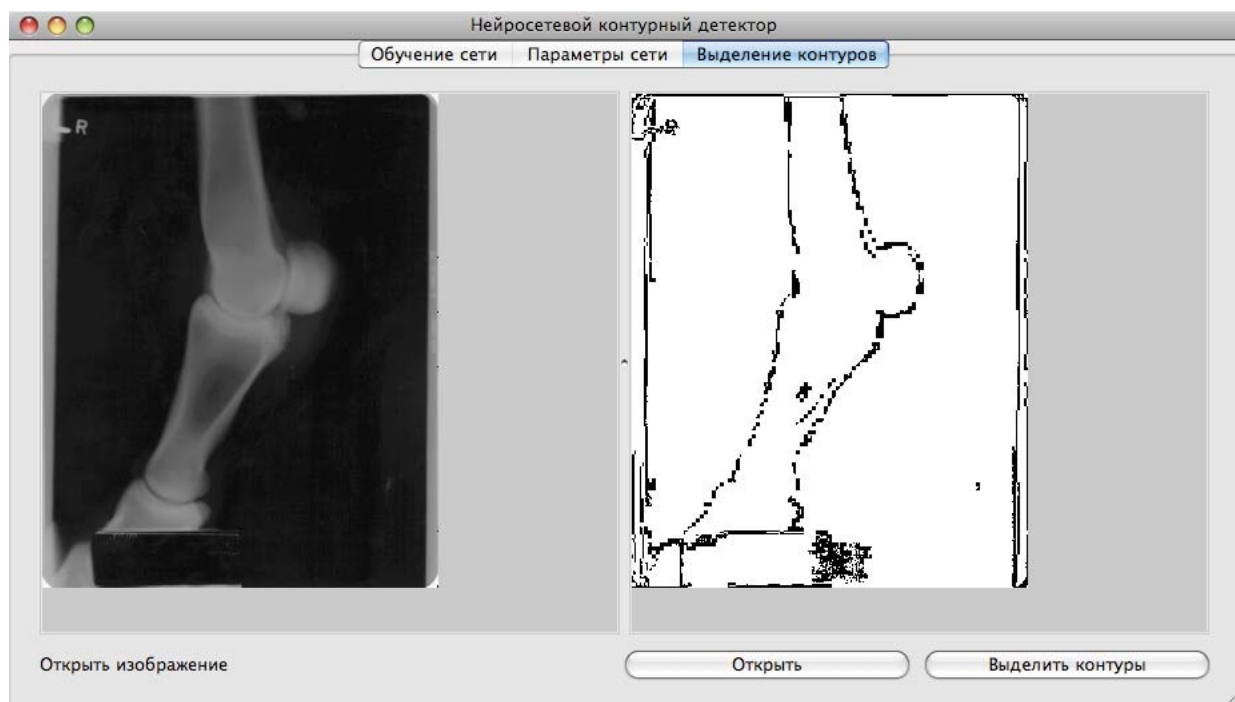 Нейросетевой контурный детектор
Обучение сети Параметры сети Выделение контуров
R
R
Открыть изображение Открыть Выделить контуры